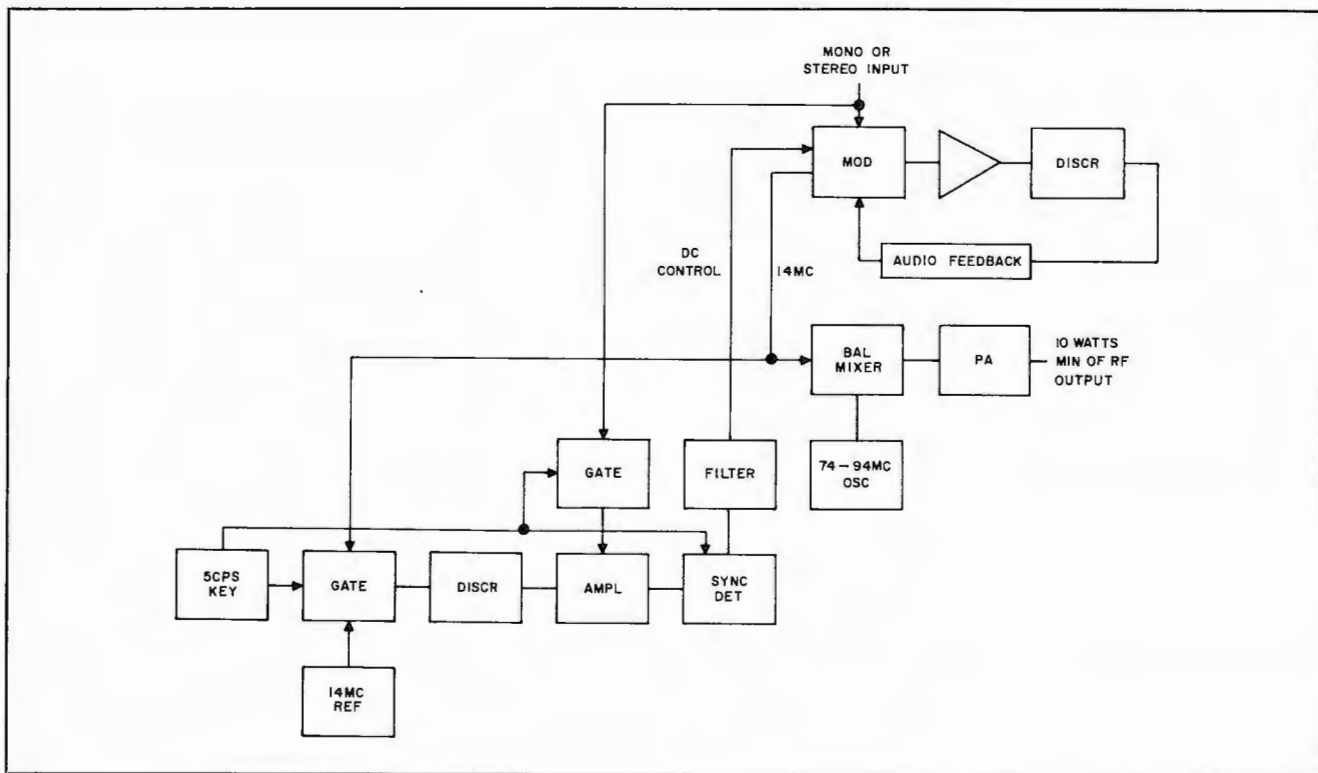 MONO OR
STEREO INPUT
MOD
DISCR
AUDIO FEEDBACK
DC
CONTROL
14MC
BAL
MIXER
PA
10 WATTS
MIN OF RF
OUTPUT
74-94MC
OSC
GATE
FILTER
5CPS
KEY
GATE
DISCR
AMPL
SYNC
DET
14MC
REF